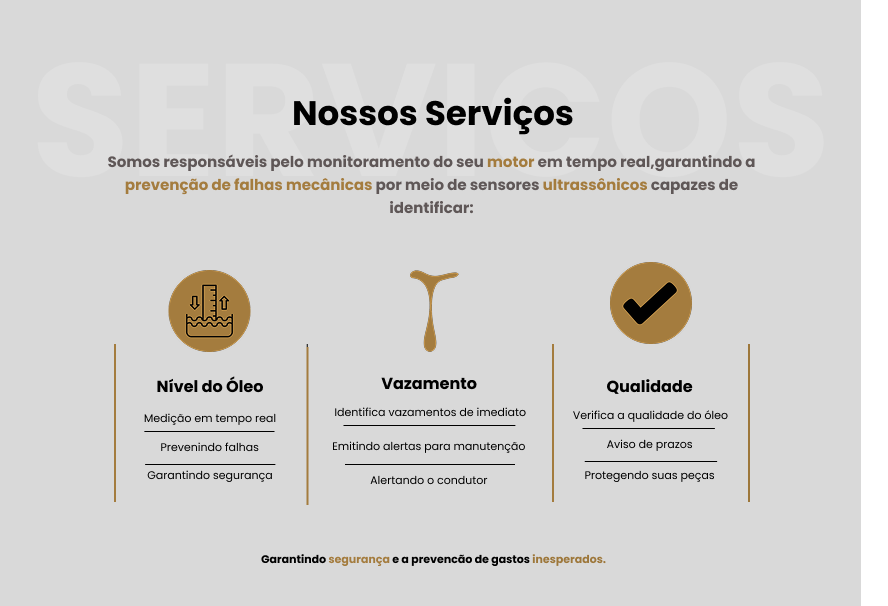 SERVICOS
Nossos Serviços
Somos responsáveis pelo monitoramento do seu motor em tempo real,garantindo a
prevenção de falhas mecânicas por meio de sensores ultrassônicos capazes de
identificar:
Nível do Óleo
Medição em tempo real
Prevenindo falhas
Garantindo segurança
Vazamento
Identifica vazamentos de imediato
Emitindo alertas para manutenção
Alertando o condutor
Qualidade
Verifica a qualidade do óleo
Aviso de prazos
Protegendo suas peças
Garantindo segurança e a prevencão de gastos inesperados.